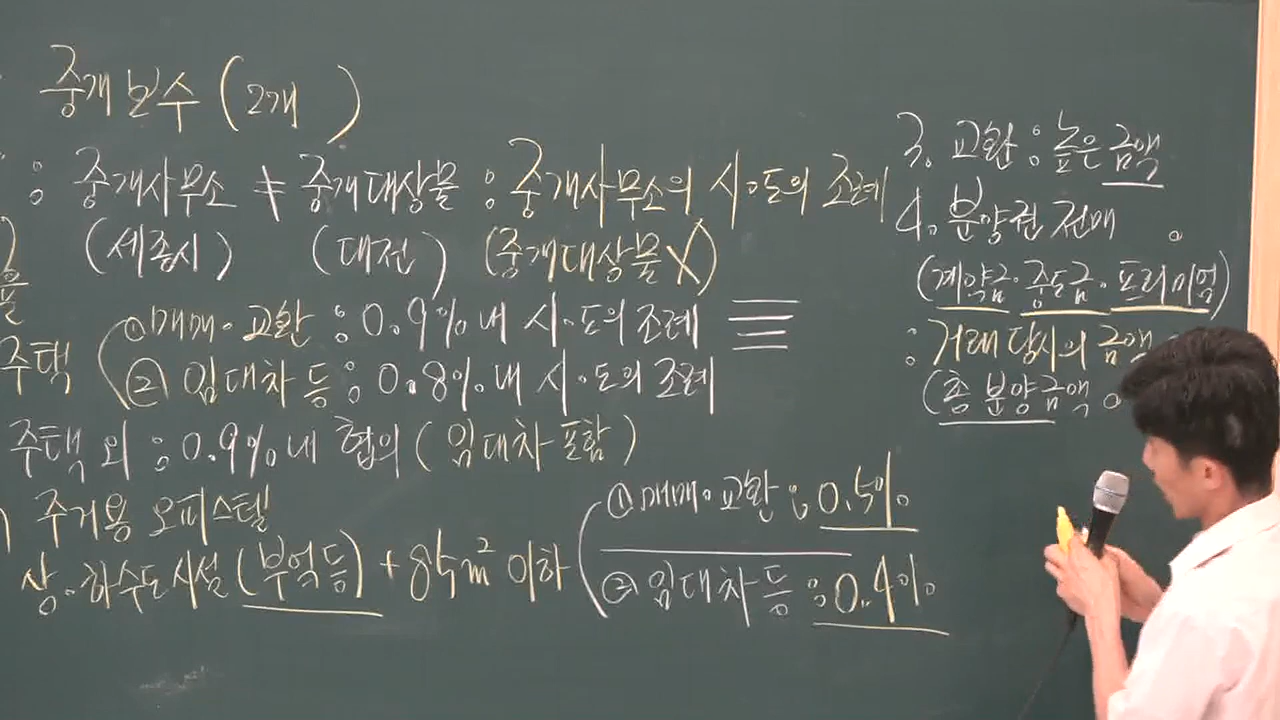 중개보수 (2개 )
: 중개사무소 ≠ 중개대상물 : 중개사무소의 시·도의 조례
(세종시) (대전) (중개대상물 X)
주택
① 매매·교환 : 0.9%내 시·도의 조례
② 임대차 등 : 0.8%내 시·도의 조례
주택 외 : 0.9%내 협의 (임대차 포함)
주거용 오피스텔
상·하수도 시설 (부엌 등) + 85m² 이하
① 매매·교환 : 0.5%
② 임대차 등 : 0.4%
3. 교환 : 높은 금액
4. 분양권 전매
(계약금·중도금·프리미엄)
: 거래 당시의 금액
(총 분양금액